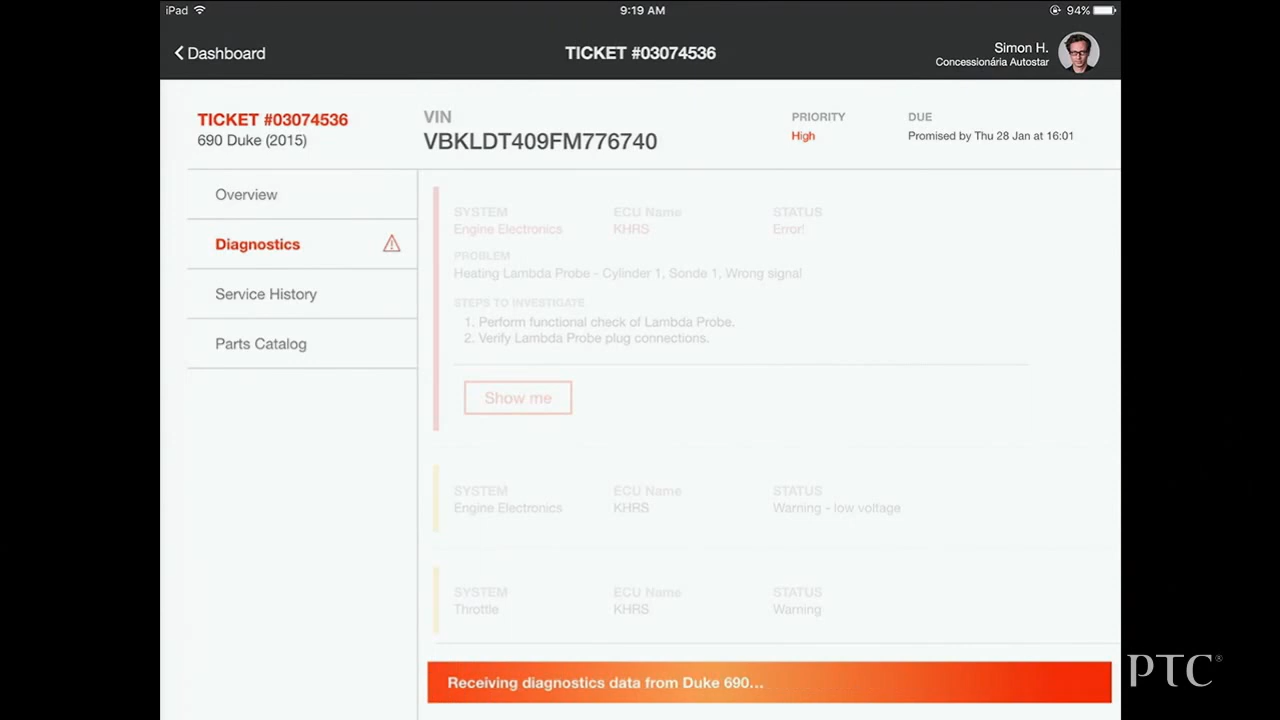 iPad 9:19 AM 94%
Dashboard TICKET #03074536 Simon H.
Concessionária Autostar
TICKET #03074536
690 Duke (2015)
VIN
VBKLDT409FM776740
PRIORITY
High
DUE
Promised by Thu 28 Jan at 16:01
Overview
Diagnostics
Service History
Parts Catalog
SYSTEM ECU Name STATUS
Engine Electronics KHRS Error!
PROBLEM
Heating Lambda Probe - Cylinder 1, Sonde 1, Wrong signal
STEPS TO INVESTIGATE
1. Perform functional check of Lambda Probe.
2. Verify Lambda Probe plug connections.
Show me
SYSTEM ECU Name STATUS
Engine Electronics KHRS Warning - low voltage
SYSTEM ECU Name STATUS
Throttle KHRS Warning
Receiving diagnostics data from Duke 690...
PTC®